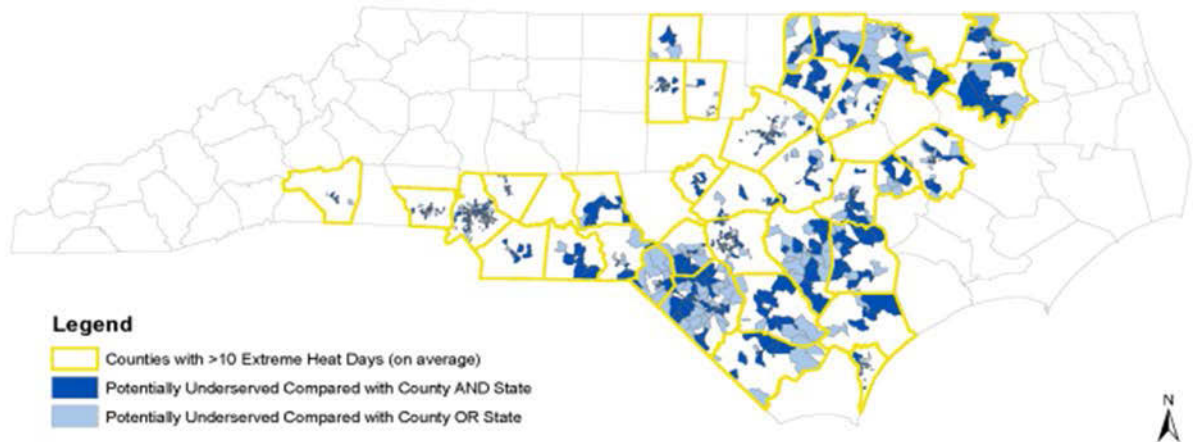 Legend
Counties with >10 Extreme Heat Days (on average)
Potentially Underserved Compared with County AND State
Potentially Underserved Compared with County OR State
N